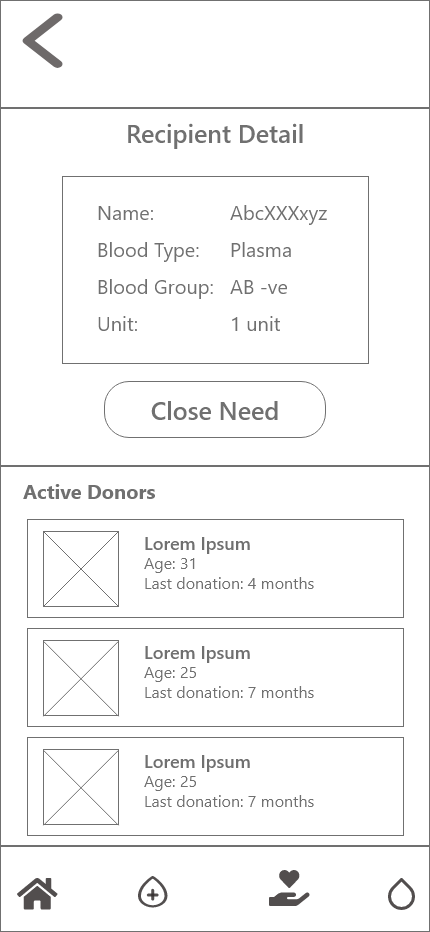 Recipient Detail
Name: AbcXXXxyz
Blood Type: Plasma
Blood Group: AB -ve
Unit: 1 unit
Close Need
Active Donors
Lorem Ipsum
Age: 31
Last donation: 4 months
Lorem Ipsum
Age: 25
Last donation: 7 months
Lorem Ipsum
Age: 25
Last donation: 7 months